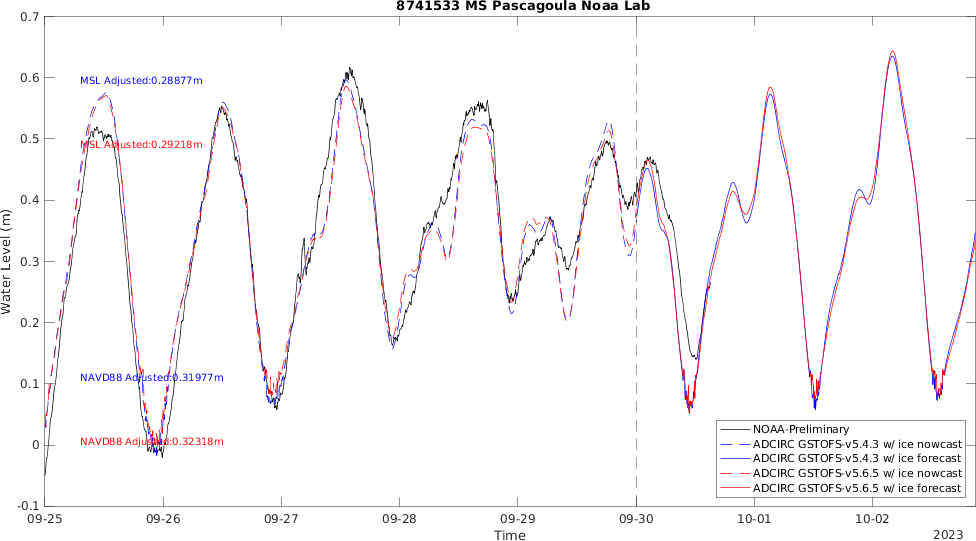 8741533 MS Pascagoula Noaa Lab
0.7
0.6
0.5
0.4
0.3
0.2
0.1
0
-0.1
Water Level (m)
MSL Adjusted:0.28877m
MSL Adjusted:0.29218m
NAVD88 Adjusted:0.31977m
NAVD88 Adjusted:0.32318m
NOAA-Preliminary
ADCIRC GSTOFS-v5.4.3 w/ ice nowcast
ADCIRC GSTOFS-v5.4.3 w/ ice forecast
ADCIRC GSTOFS-v5.6.5 w/ ice nowcast
ADCIRC GSTOFS-v5.6.5 w/ ice forecast
09-25 09-26 09-27 09-28 09-29 09-30 10-01 10-02
Time
2023